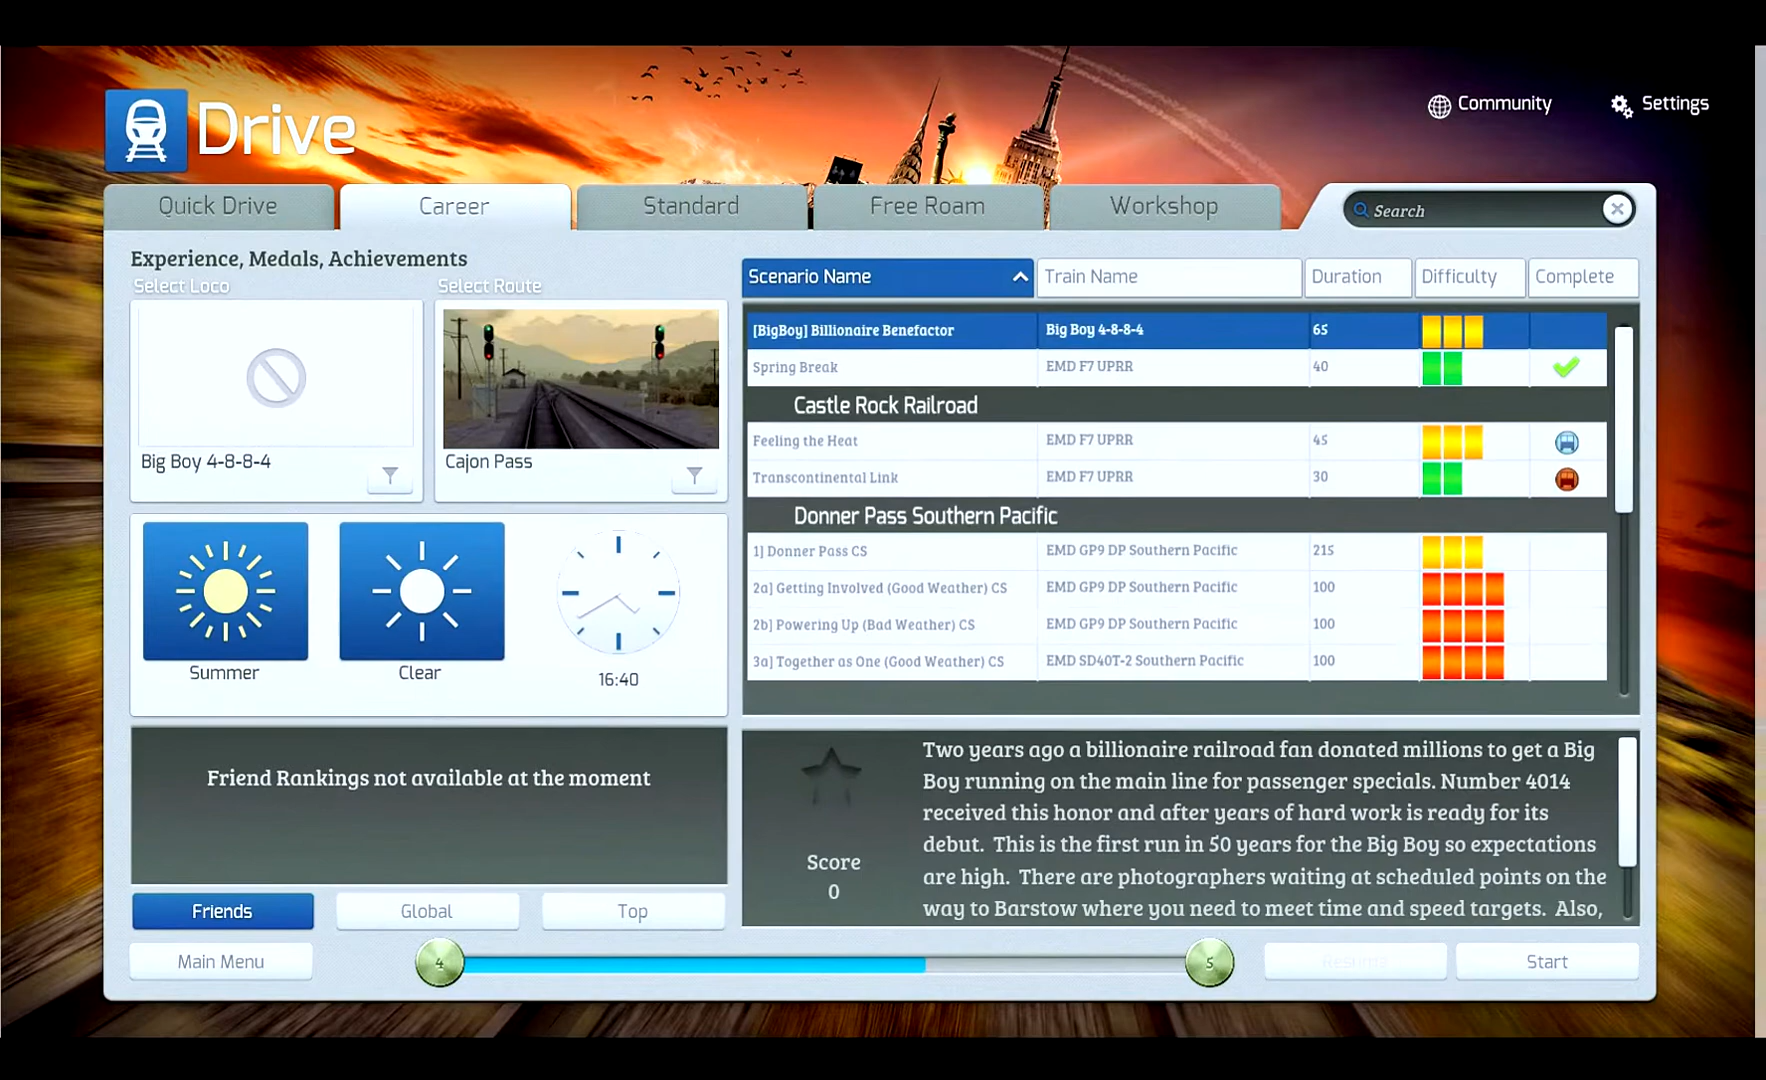 Drive
Community
Settings
Quick Drive
Career
Standard
Free Roam
Workshop
Search
Experience, Medals, Achievements
Select Loco
Select Route
Big Boy 4-8-8-4
Cajon Pass
Summer
Clear
16:40
Scenario Name
Train Name
Duration
Difficulty
Complete
[BigBoy] Billionaire Benefactor Big Boy 4-8-8-4 65
Spring Break EMD F7 UPRR 40
Castle Rock Railroad
Feeling the Heat EMD F7 UPRR 45
Transcontinental Link EMD F7 UPRR 30
Donner Pass Southern Pacific
1] Donner Pass CS EMD GP9 DP Southern Pacific 215
2a] Getting Involved (Good Weather) CS EMD GP9 DP Southern Pacific 100
2b] Powering Up (Bad Weather) CS EMD GP9 DP Southern Pacific 100
3a] Together as One (Good Weather) CS EMD SD40T-2 Southern Pacific 100
Friend Rankings not available at the moment
Score
0
Two years ago a billionaire railroad fan donated millions to get a Big
Boy running on the main line for passenger specials. Number 4014
received this honor and after years of hard work is ready for its
debut. This is the first run in 50 years for the Big Boy so expectations
are high. There are photographers waiting at scheduled points on the
way to Barstow where you need to meet time and speed targets. Also,
Friends
Global
Top
Main Menu
4
5
Resume
Start